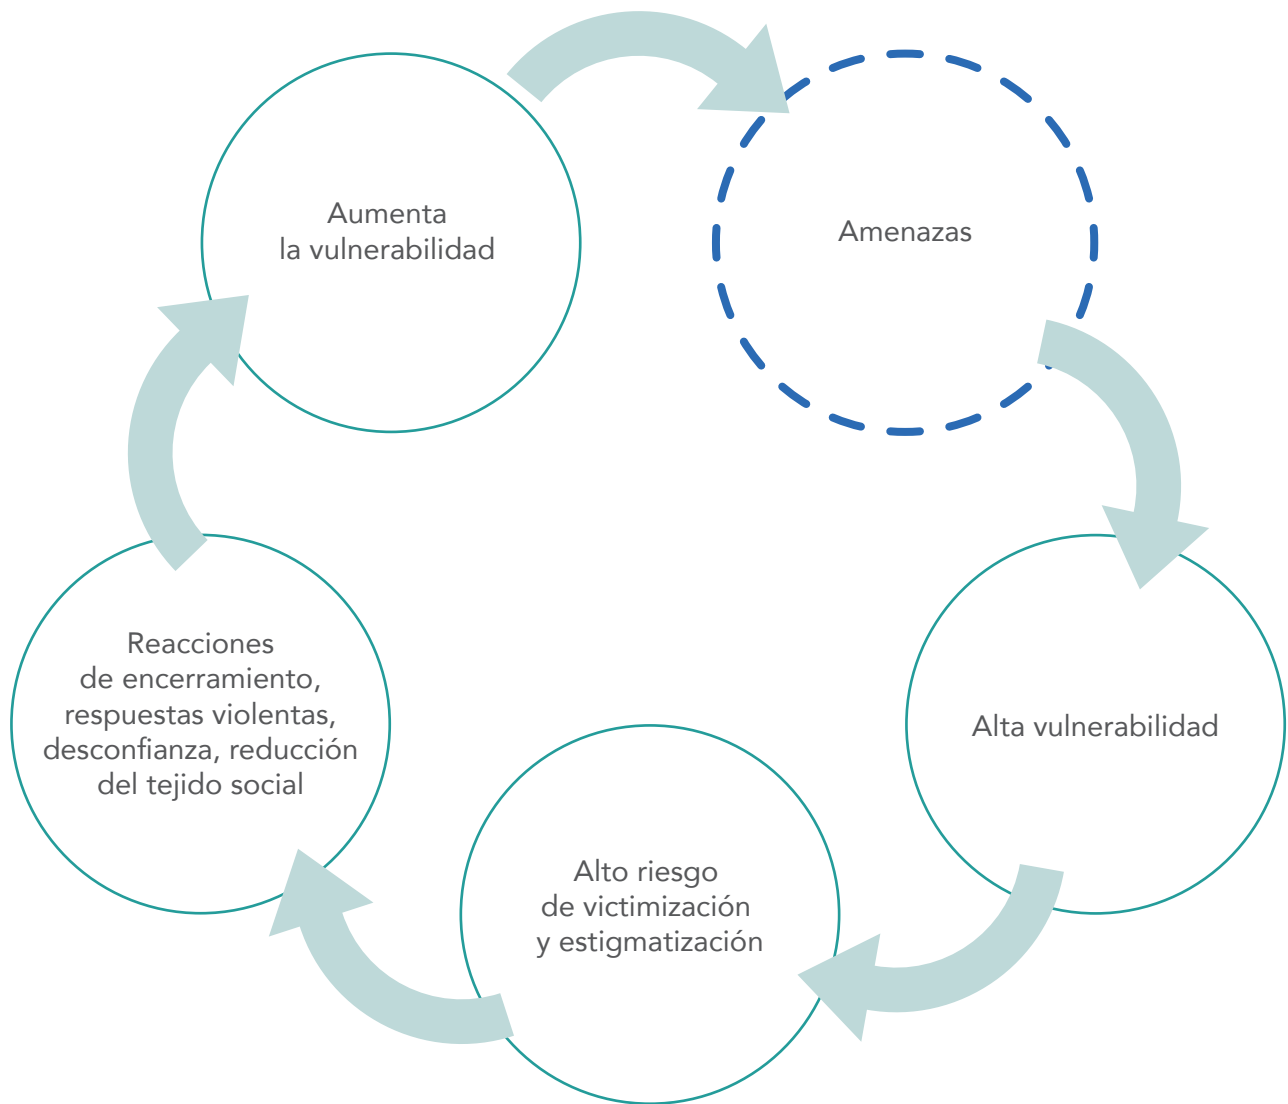 Aumenta
la vulnerabilidad
Amenazas
Alta vulnerabilidad
Alto riesgo
de victimización
y estigmatización
Reacciones
de encerramiento,
respuestas violentas,
desconfianza, reducción
del tejido social